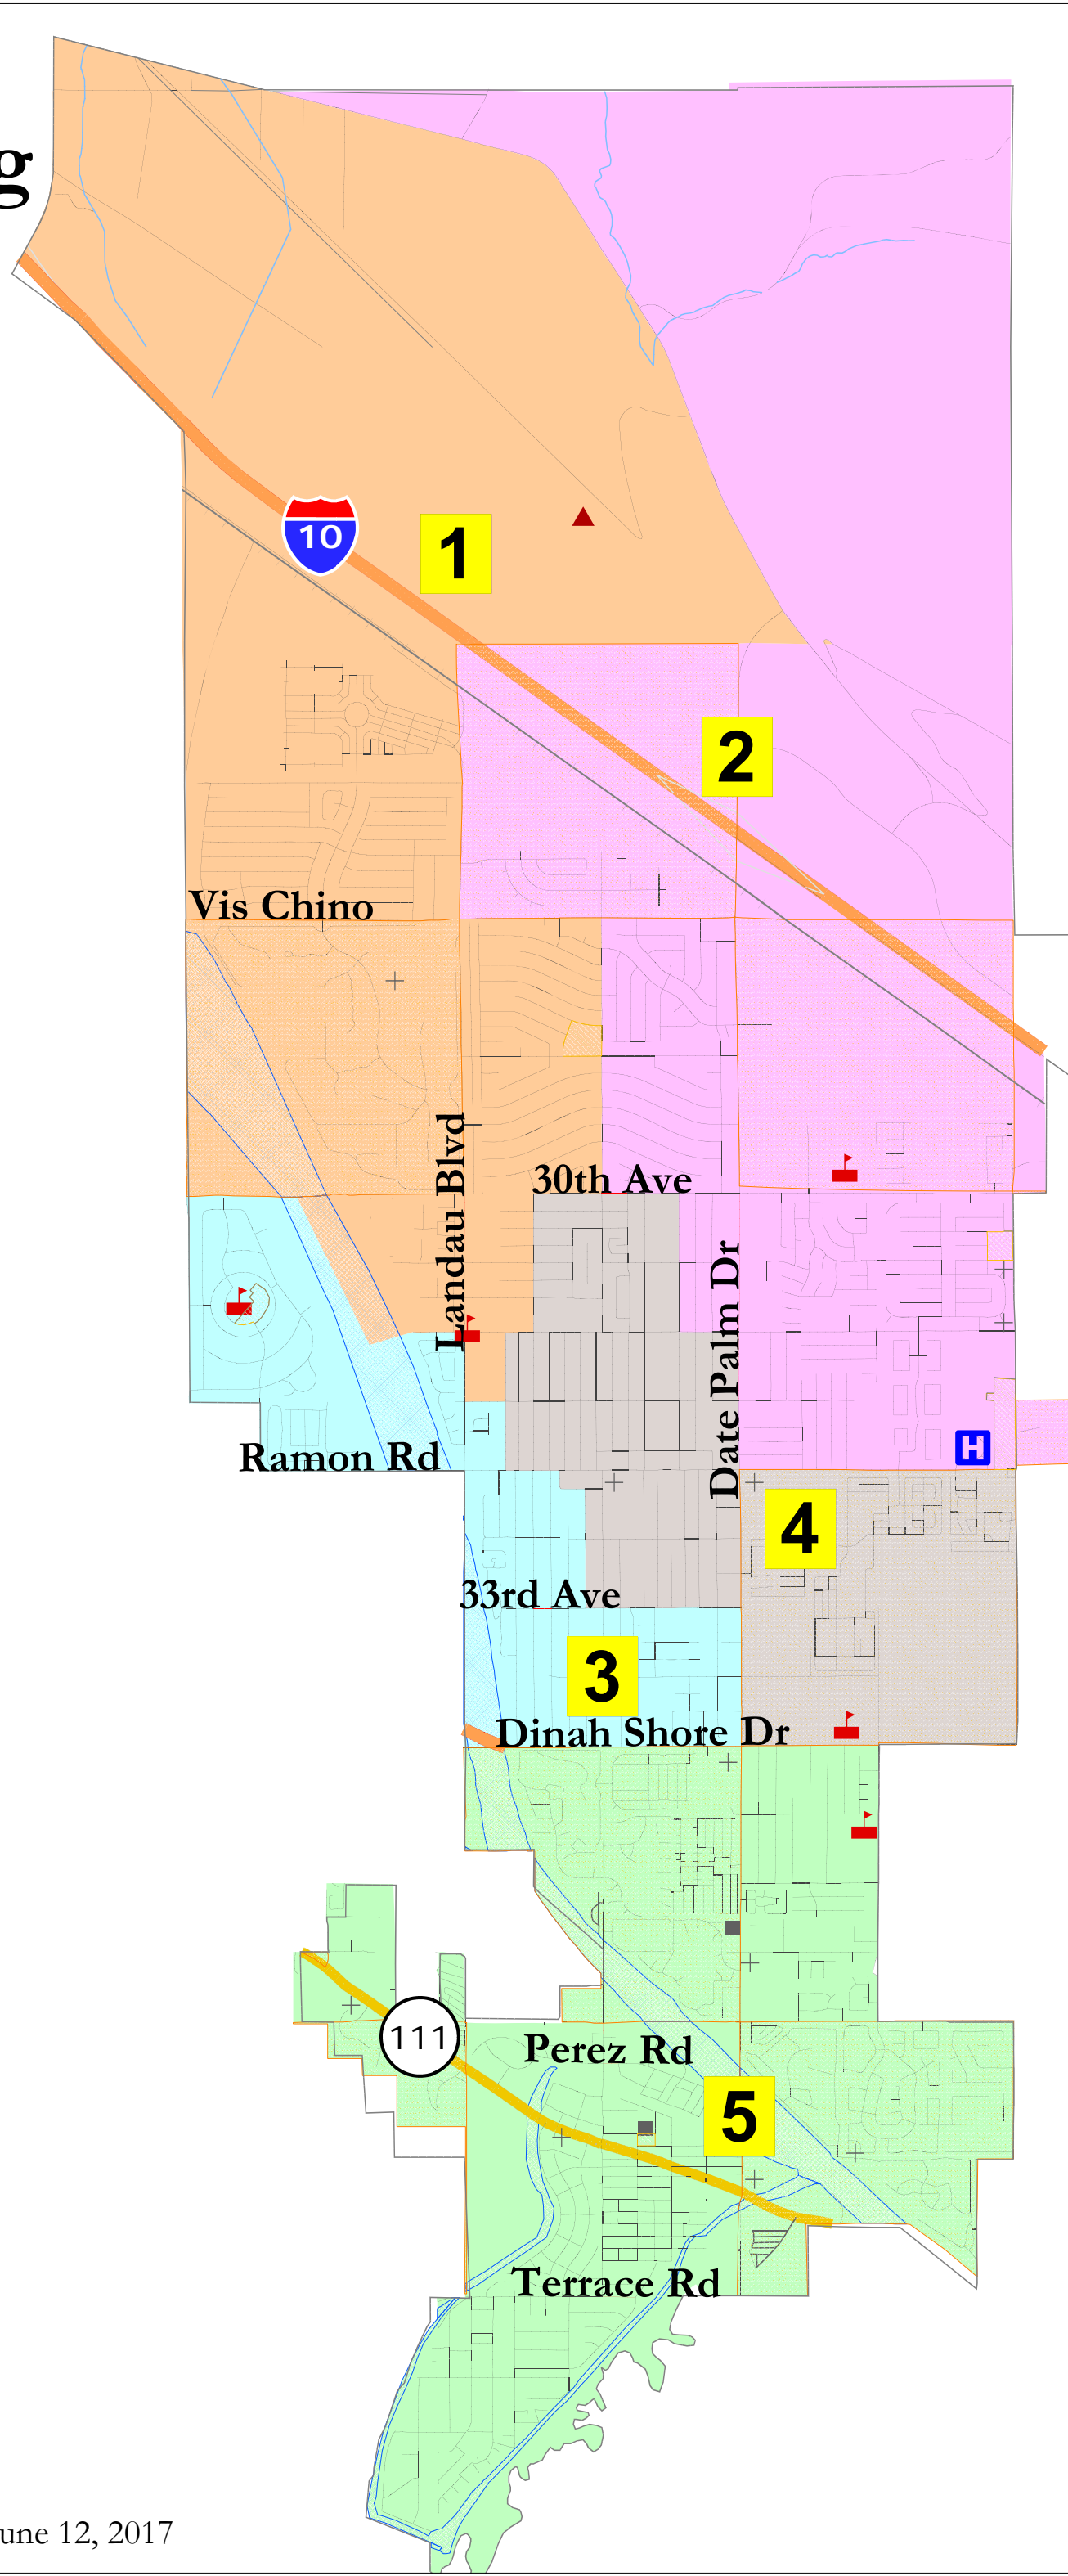 g
10
1
2
Vis Chino
Landau Blvd
30th Ave
Date Palm Dr
Ramon Rd
H
4
33rd Ave
3
Dinah Shore Dr
111
Perez Rd
5
Terrace Rd
une 12, 2017